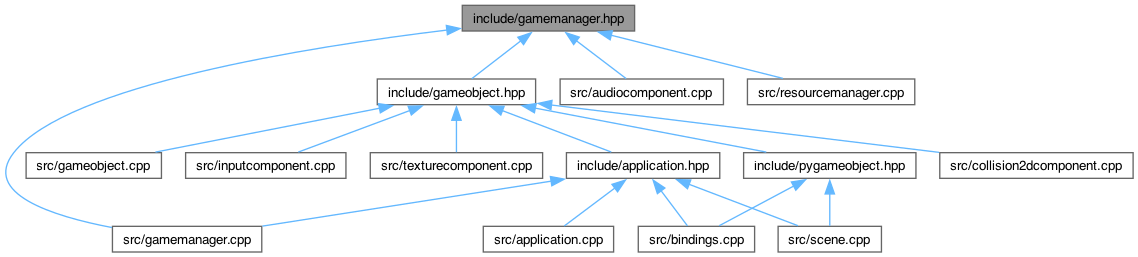 include/gamemanager.hpp
include/gameobject.hpp
src/audiocomponent.cpp
src/resourcemanager.cpp
src/gameobject.cpp
src/inputcomponent.cpp
src/texturecomponent.cpp
include/application.hpp
include/pygameobject.hpp
src/collision2dcomponent.cpp
src/gamemanager.cpp
src/application.cpp
src/bindings.cpp
src/scene.cpp